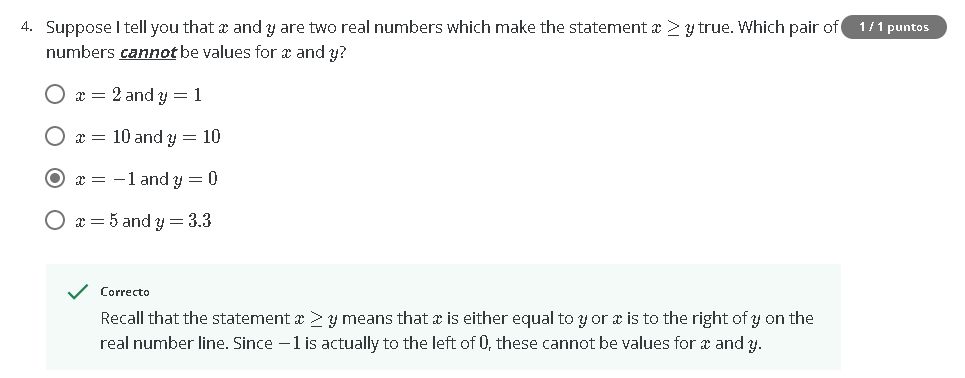 4. Suppose I tell you that x and y are two real numbers which make the statement x ≥ y true. Which pair of 1 / 1 puntos
numbers cannot be values for x and y?
x = 2 and y = 1
x = 10 and y = 10
x = −1 and y = 0
x = 5 and y = 3.3
Correcto
Recall that the statement x ≥ y means that x is either equal to y or x is to the right of y on the
real number line. Since −1 is actually to the left of 0, these cannot be values for x and y.